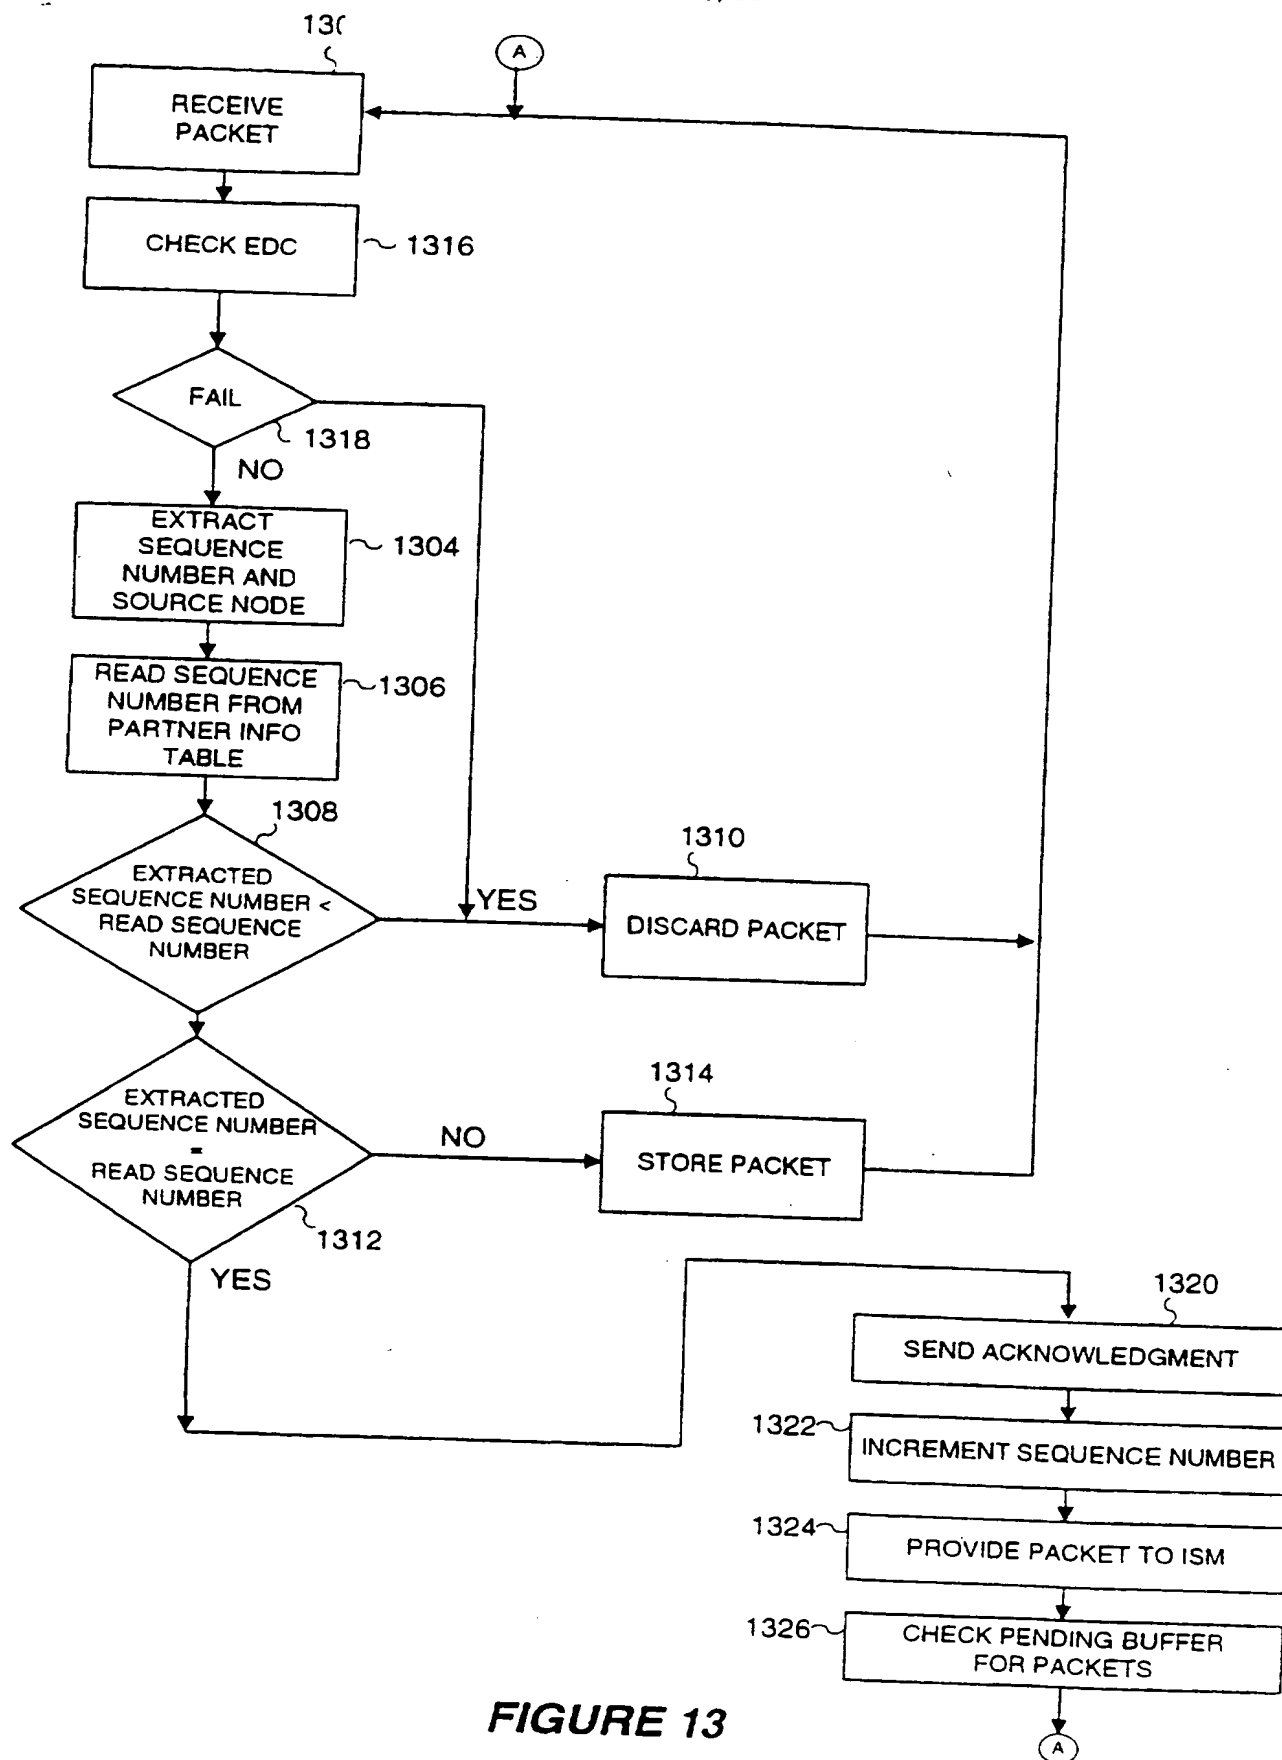 A
RECEIVE
PACKET
CHECK EDC
1316
FAIL
1318
NO
EXTRACT
SEQUENCE
NUMBER AND
SOURCE NODE
1304
READ SEQUENCE
NUMBER FROM
PARTNER INFO
TABLE
1306
1308
EXTRACTED
SEQUENCE NUMBER <
READ SEQUENCE
NUMBER
YES
1310
DISCARD PACKET
EXTRACTED
SEQUENCE NUMBER
=
READ SEQUENCE
NUMBER
1312
NO
1314
STORE PACKET
YES
1320
SEND ACKNOWLEDGMENT
1322
INCREMENT SEQUENCE NUMBER
1324
PROVIDE PACKET TO ISM
1326
CHECK PENDING BUFFER
FOR PACKETS
A
FIGURE 13